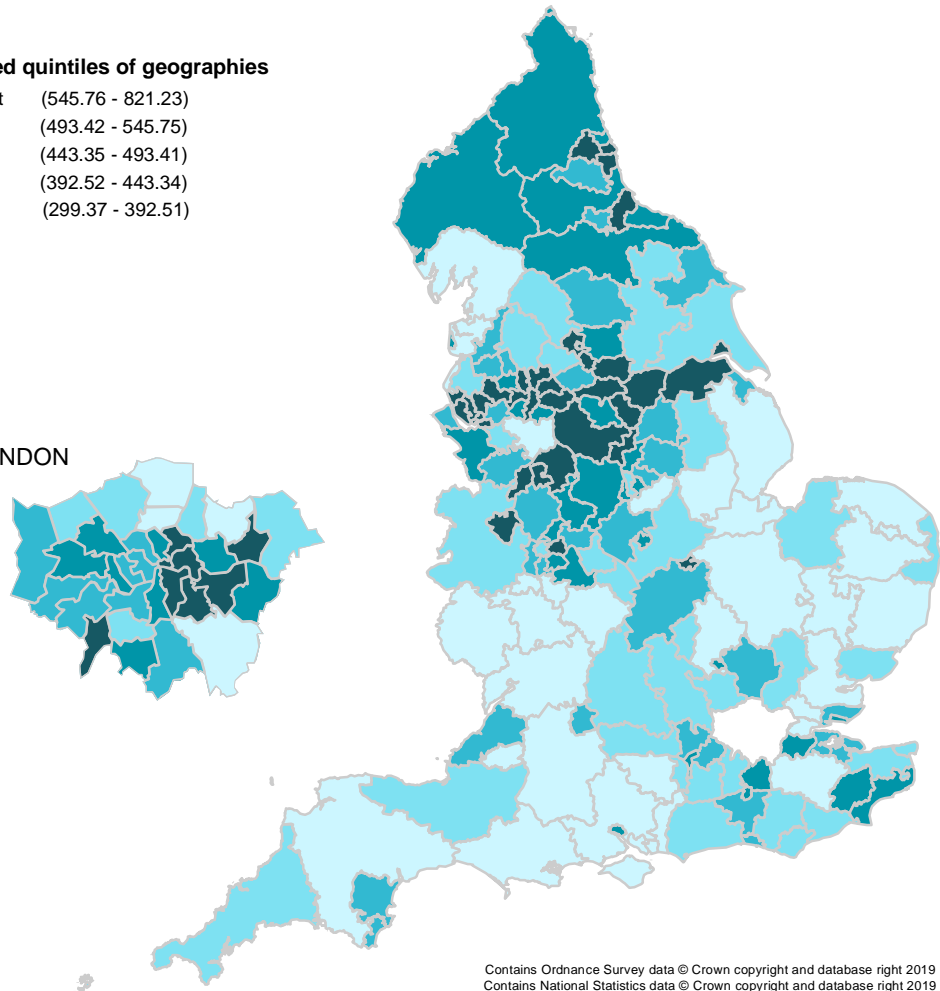 ed quintiles of geographies
t (545.76 - 821.23)
(493.42 - 545.75)
(443.35 - 493.41)
(392.52 - 443.34)
(299.37 - 392.51)
NDON
Contains Ordnance Survey data © Crown copyright and database right 2019
Contains National Statistics data © Crown copyright and database right 2019